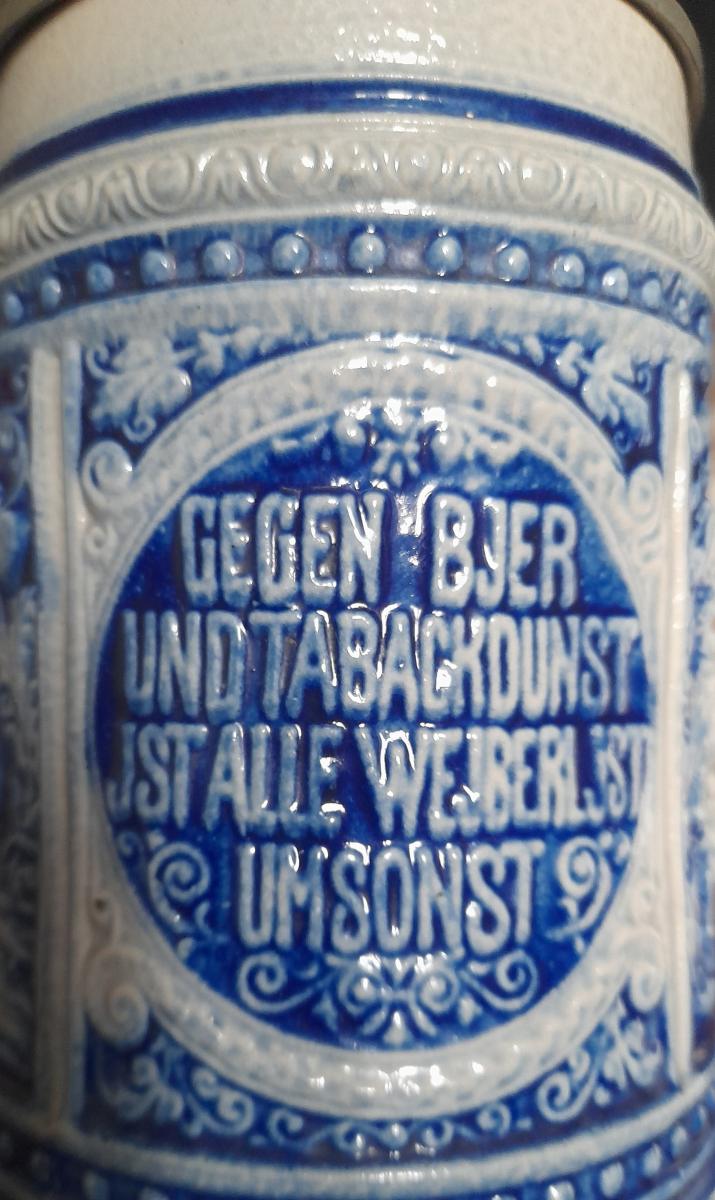 GEGEN BJER
UND TABACKDUNST
JST ALLE WEJBERLJST
UMSONST